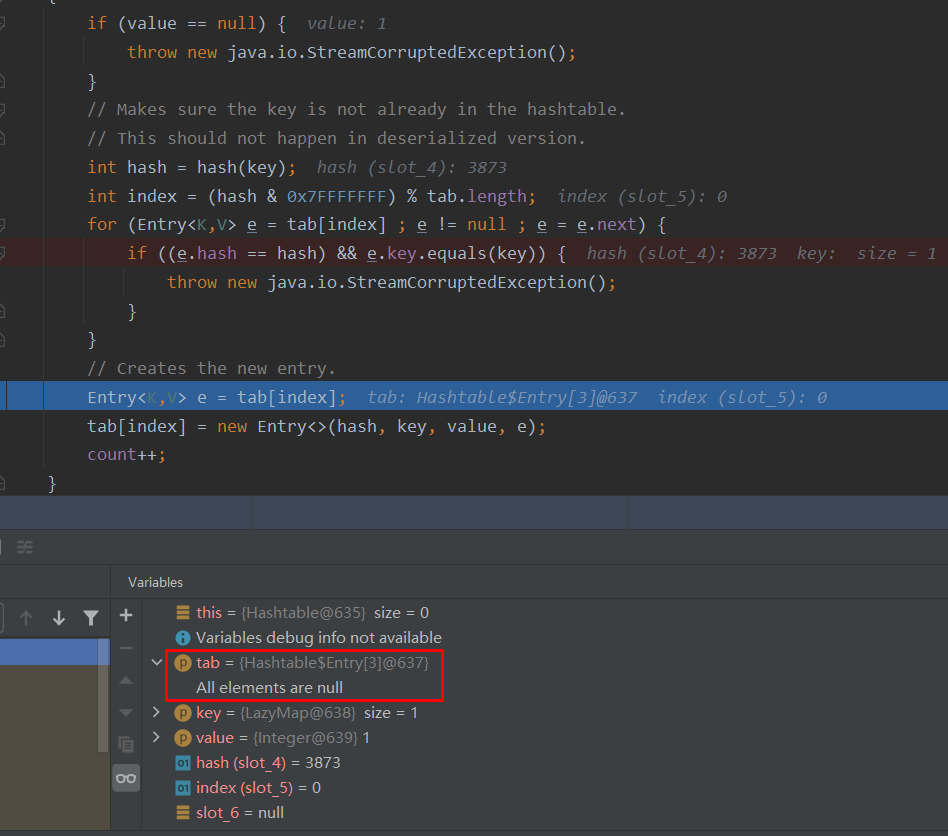 if (value == null) {  value: 1
throw new java.io.StreamCorruptedException();
}
// Makes sure the key is not already in the hashtable.
// This should not happen in deserialized version.
int hash = hash(key);  hash (slot_4): 3873
int index = (hash & 0x7FFFFFFF) % tab.length;  index (slot_5): 0
for (Entry<K,V> e = tab[index] ; e != null ; e = e.next) {
if ((e.hash == hash) && e.key.equals(key)) {  hash (slot_4): 3873  key:  size = 1
throw new java.io.StreamCorruptedException();
}
}
// Creates the new entry.
Entry<K,V> e = tab[index];  tab: Hashtable$Entry[3]@637  index (slot_5): 0
tab[index] = new Entry<>(hash, key, value, e);
count++;
}
Variables
this = {Hashtable@635} size = 0
Variables debug info not available
tab = {Hashtable$Entry[3]@637}
All elements are null
key = {LazyMap@638} size = 1
value = {Integer@639} 1
hash (slot_4) = 3873
index (slot_5) = 0
slot_6 = null